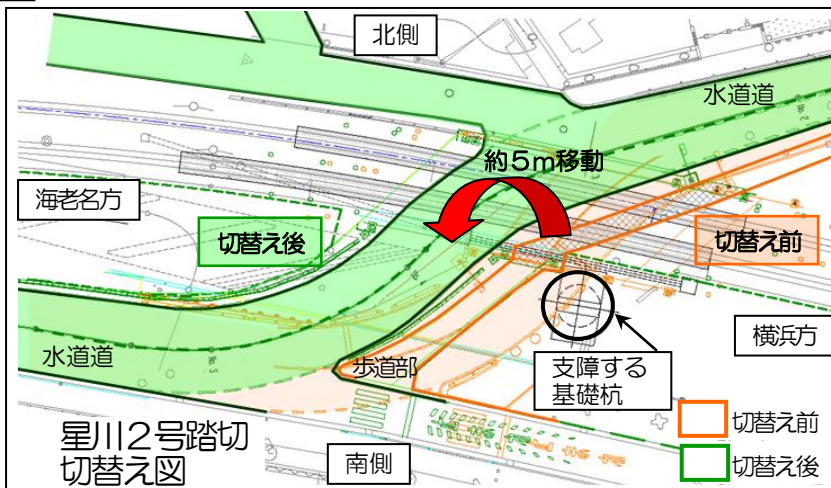 北側
水道道
約５ｍ移動
海老名方
切替え後
切替え前
横浜方
水道道
歩道部
支障する
基礎杭
星川２号踏切
切替え図
南側
切替え前
切替え後